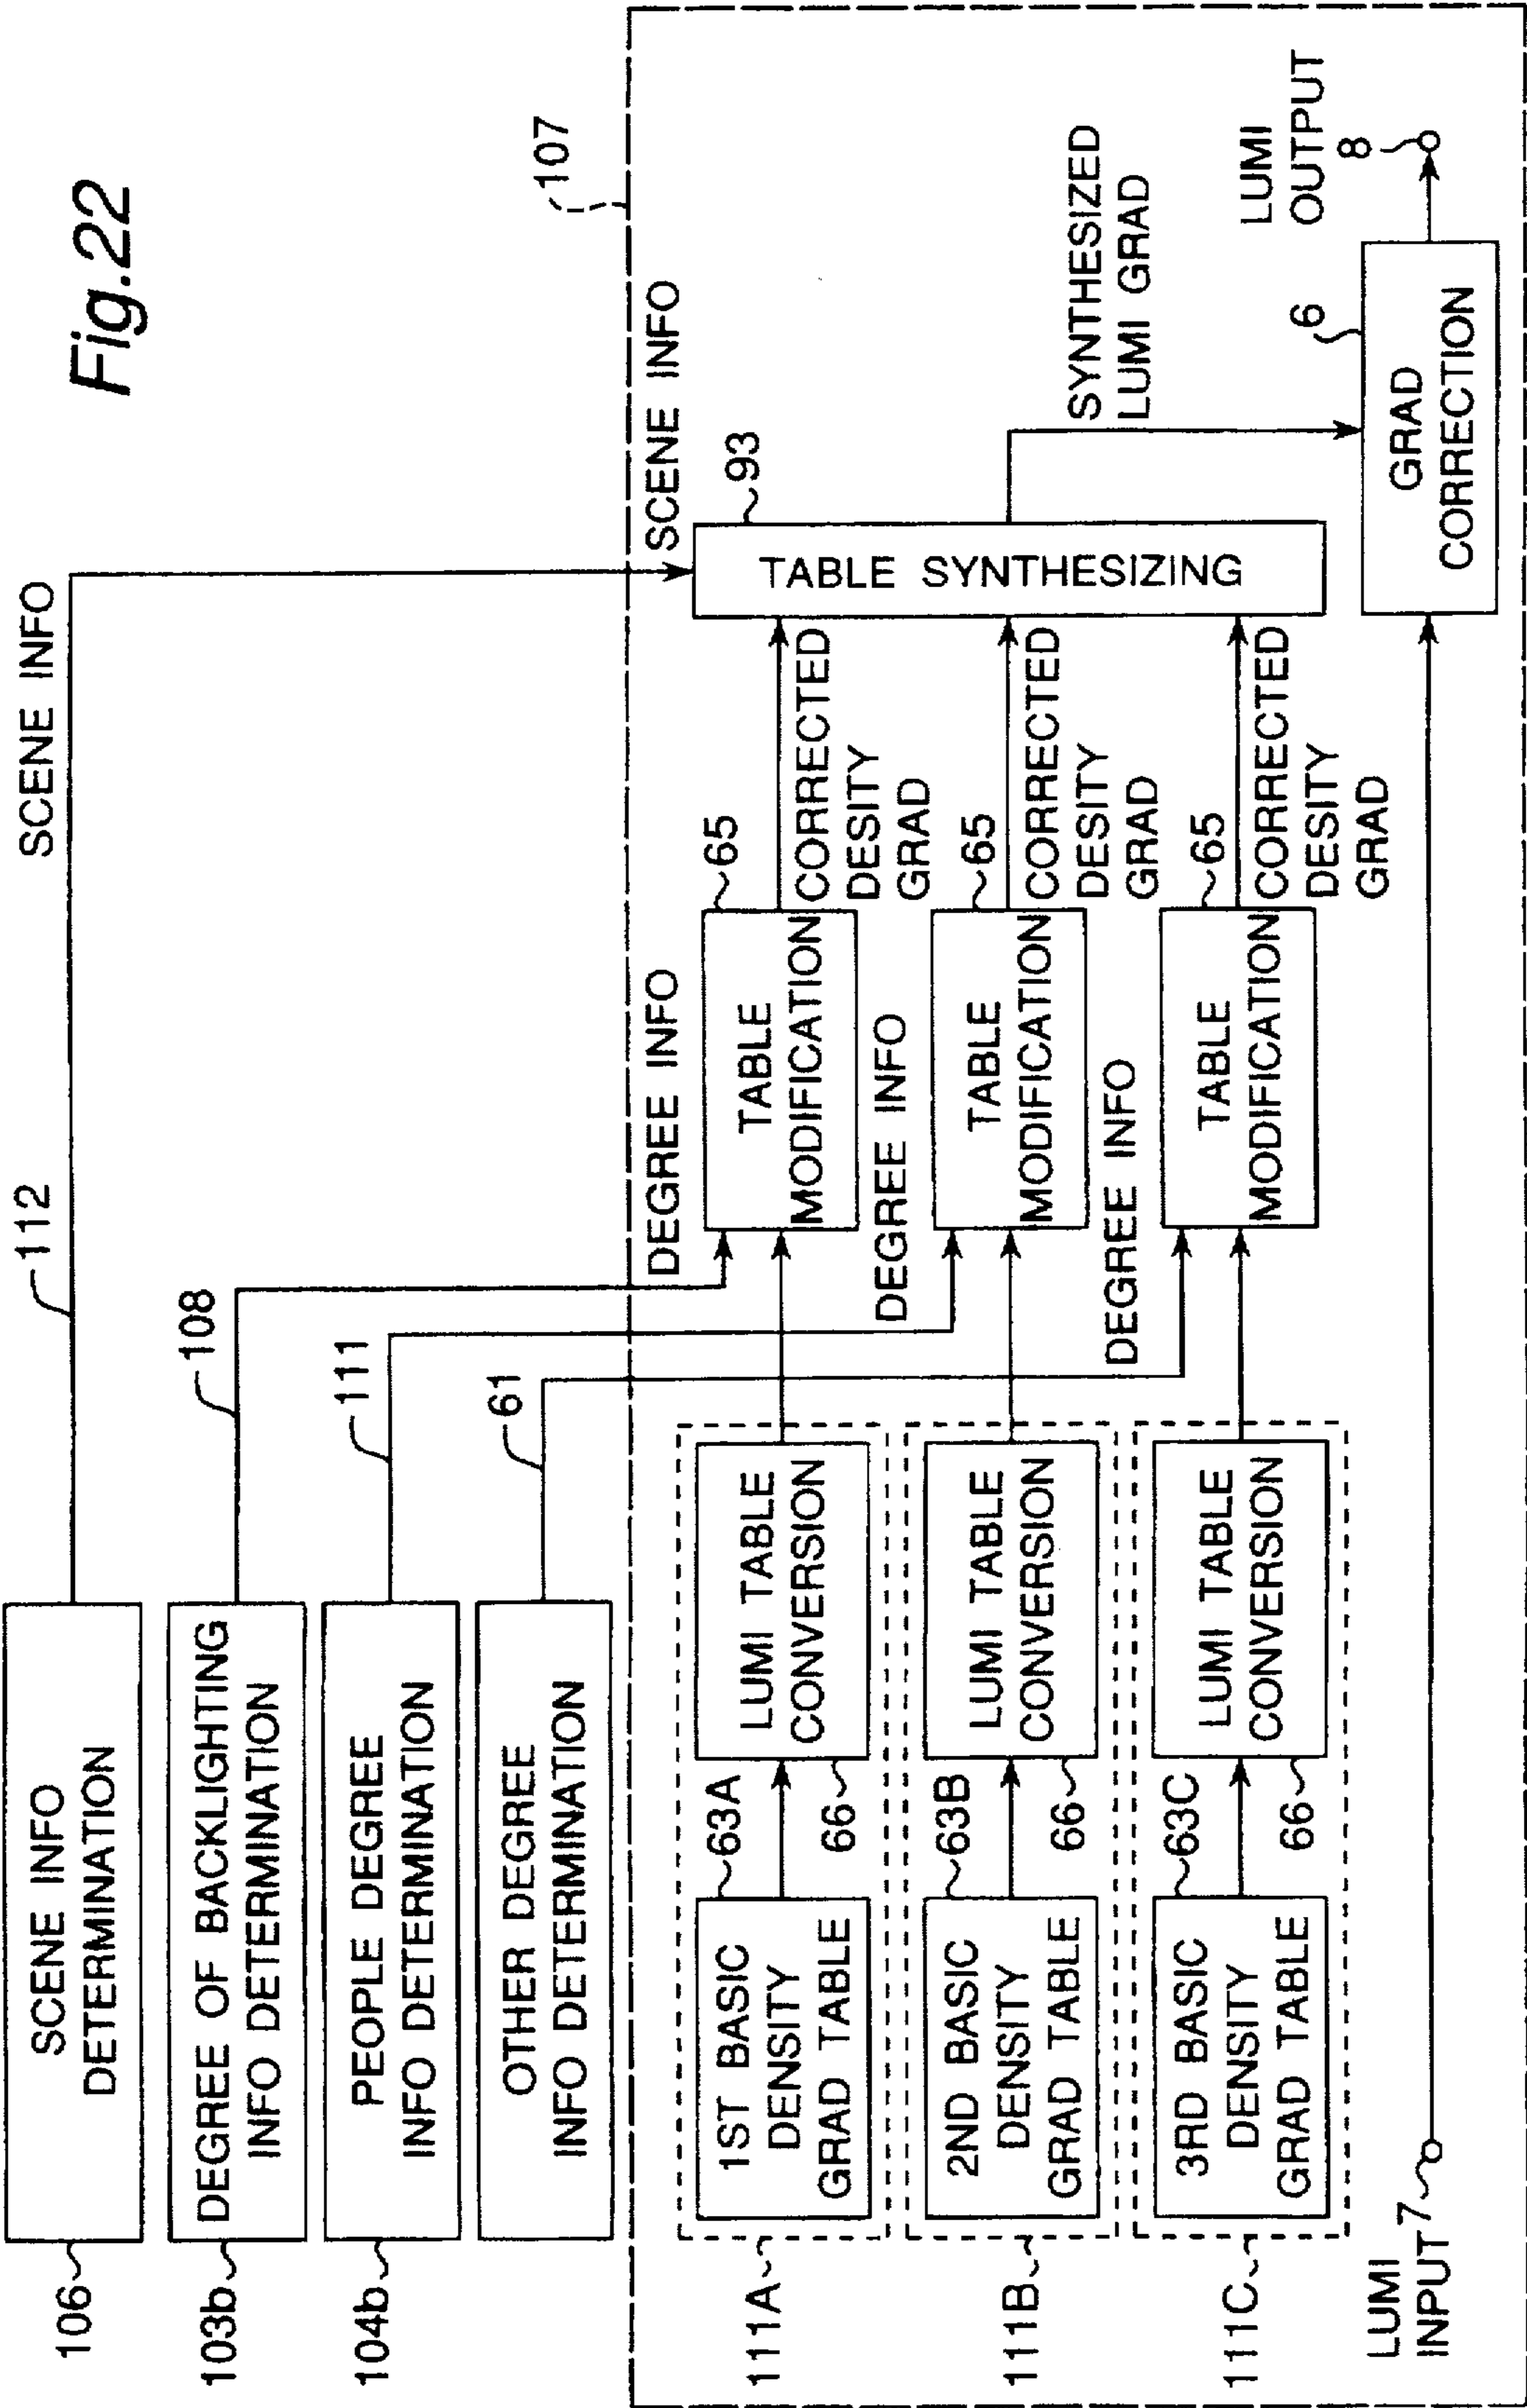 Fig.22
106
SCENE INFO
DETERMINATION
112
SCENE INFO
103b
DEGREE OF BACKLIGHTING
INFO DETERMINATION
108
104b
PEOPLE DEGREE
INFO DETERMINATION
111
OTHER DEGREE
INFO DETERMINATION
61
107
SCENE INFO
DEGREE INFO
111A
1ST BASIC
DENSITY
GRAD TABLE
63A
LUMI TABLE
CONVERSION
66
TABLE
MODIFICATION
65
CORRECTED
DESITY
GRAD
DEGREE INFO
111B
2ND BASIC
DENSITY
GRAD TABLE
63B
LUMI TABLE
CONVERSION
66
TABLE
MODIFICATION
65
CORRECTED
DESITY
GRAD
DEGREE INFO
111C
3RD BASIC
DENSITY
GRAD TABLE
63C
LUMI TABLE
CONVERSION
66
TABLE
MODIFICATION
65
CORRECTED
DESITY
GRAD
TABLE SYNTHESIZING
93
SYNTHESIZED
LUMI GRAD
LUMI
INPUT 7
GRAD
CORRECTION
6
LUMI
OUTPUT
8